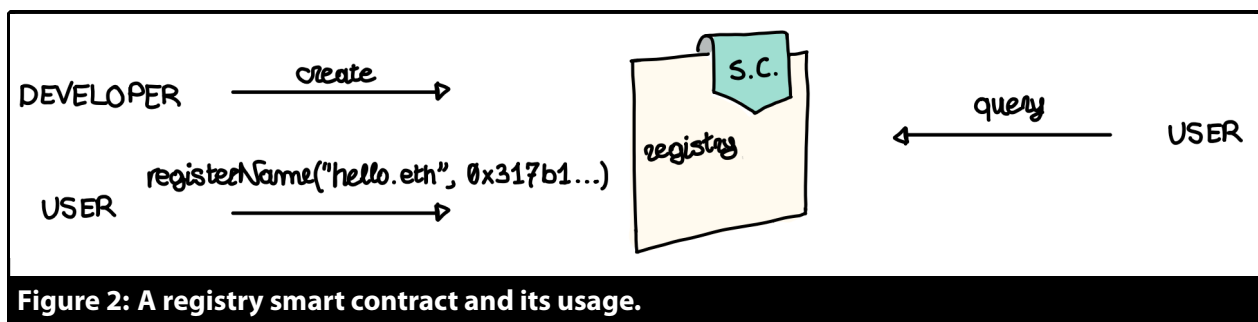 DEVELOPER
create
USER
registerName("hello.eth", 0x317b1...)
S.C.
registry
query
USER
Figure 2: A registry smart contract and its usage.